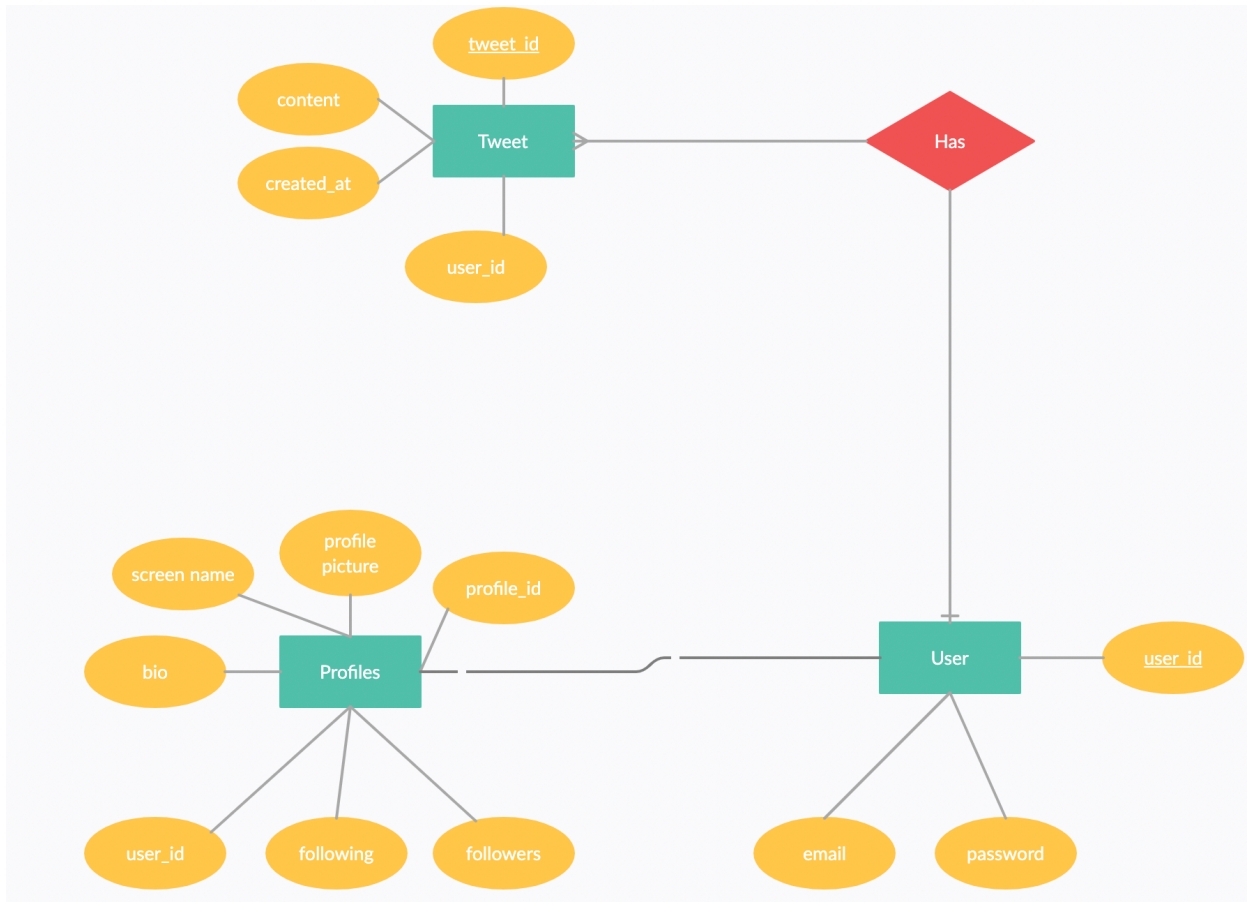 tweet_id
content
Tweet
Has
created_at
user_id
profile
picture
screen name
profile_id
bio
Profiles
User
user_id
user_id
following
followers
email
password